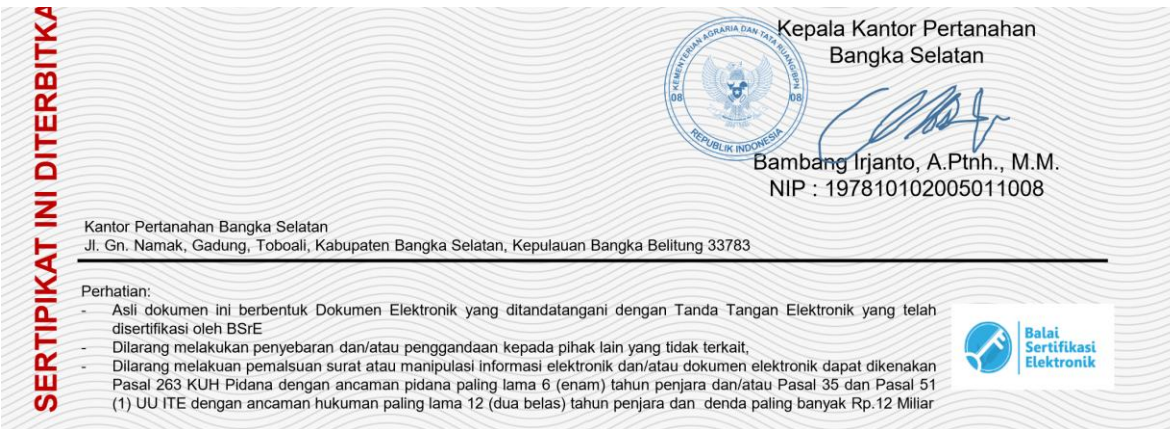 SERTIPIKAT INI DITERBITKA
KEMENTERIAN AGRARIA DAN TATA RUANG/BPN
08 08
REPUBLIK INDONESIA
Kepala Kantor Pertanahan
Bangka Selatan
Bambang Irjanto, A.Ptnh., M.M.
NIP : 197810102005011008
Kantor Pertanahan Bangka Selatan
Jl. Gn. Namak, Gadung, Toboali, Kabupaten Bangka Selatan, Kepulauan Bangka Belitung 33783
Perhatian:
- Asli dokumen ini berbentuk Dokumen Elektronik yang ditandatangani dengan Tanda Tangan Elektronik yang telah
disertifikasi oleh BSrE
- Dilarang melakukan penyebaran dan/atau penggandaan kepada pihak lain yang tidak terkait,
- Dilarang melakuan pemalsuan surat atau manipulasi informasi elektronik dan/atau dokumen elektronik dapat dikenakan
Pasal 263 KUH Pidana dengan ancaman pidana paling lama 6 (enam) tahun penjara dan/atau Pasal 35 dan Pasal 51
(1) UU ITE dengan ancaman hukuman paling lama 12 (dua belas) tahun penjara dan denda paling banyak Rp.12 Miliar
Balai
Sertifikasi
Elektronik